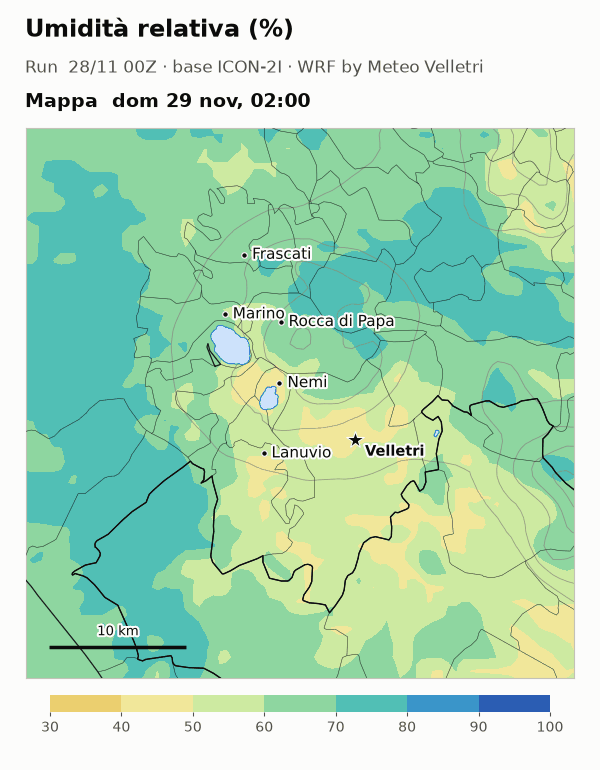 Umidità relativa (%)
Run  28/11 00Z · base ICON-2I · WRF by Meteo Velletri
Mappa  dom 29 nov, 02:00
Frascati
Marino
Rocca di Papa
Nemi
Velletri
Lanuvio
10 km
30 40 50 60 70 80 90 100